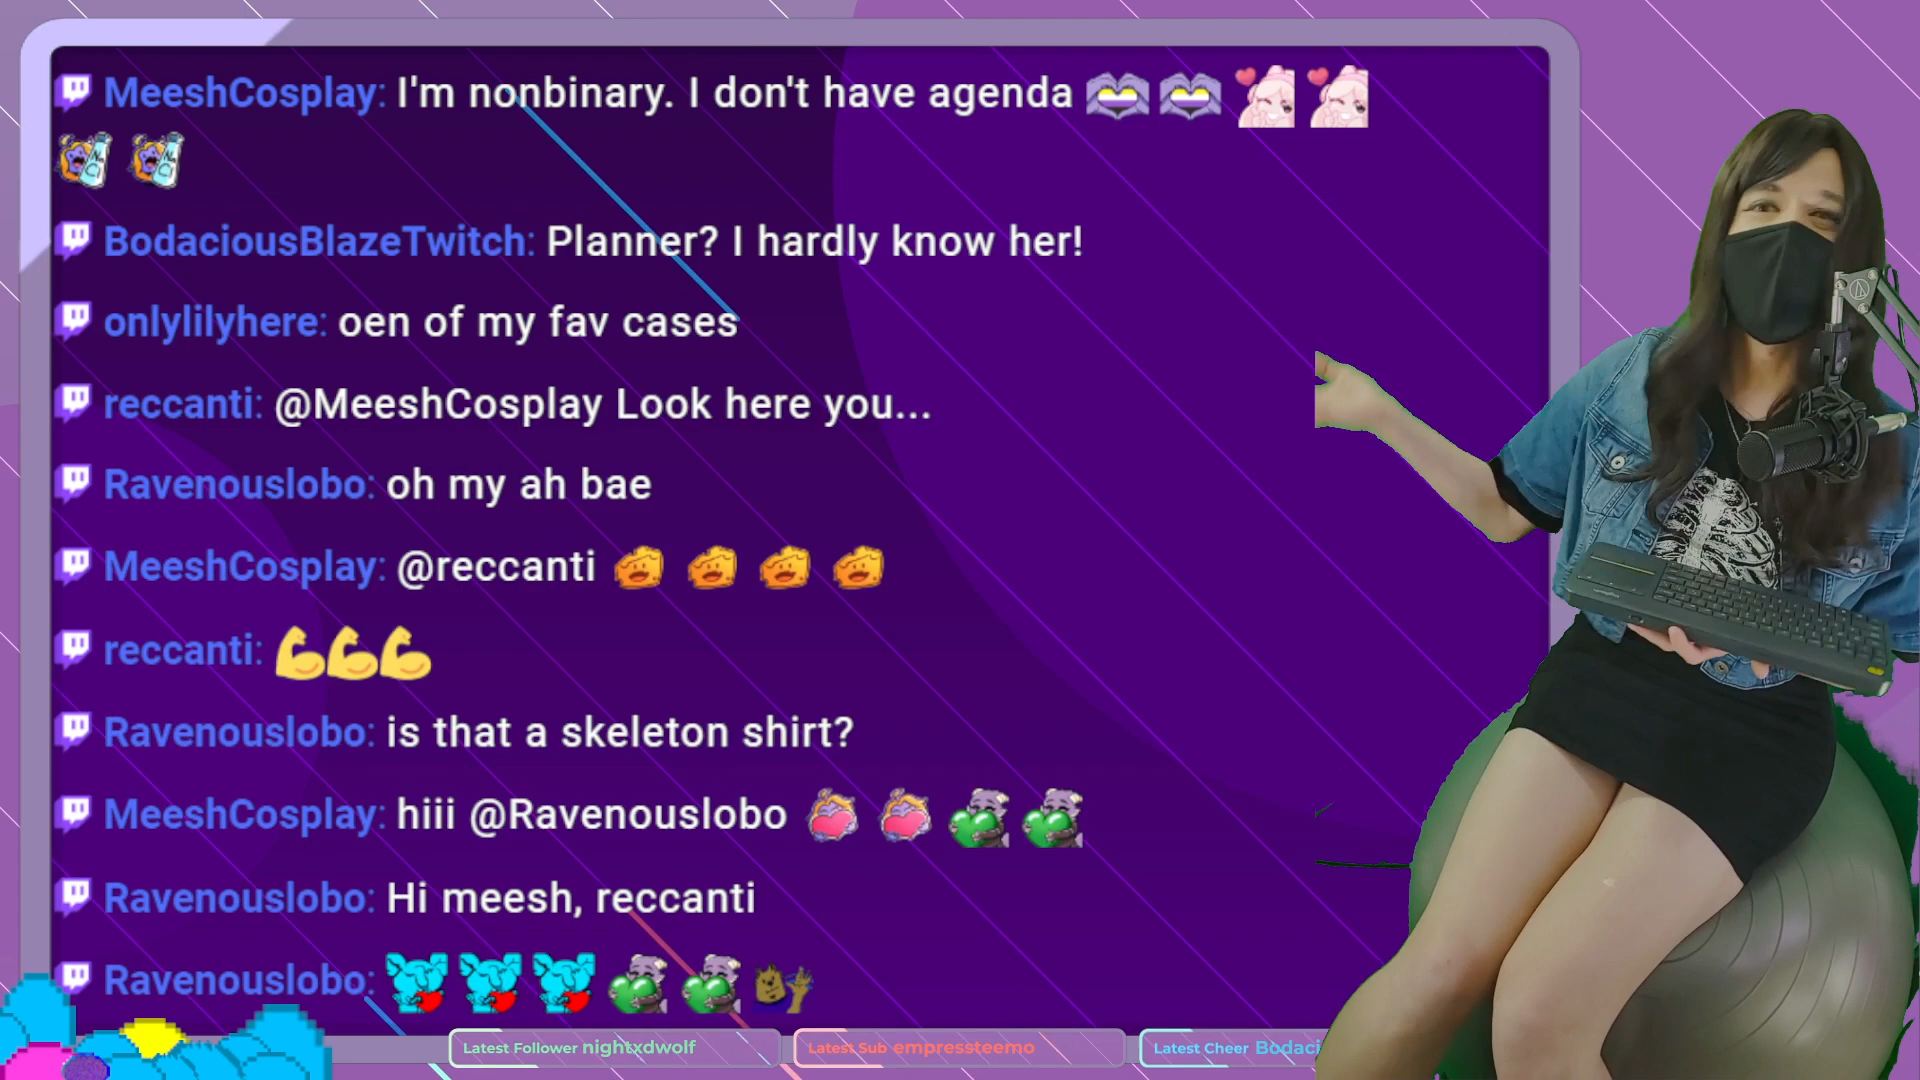 MeeshCosplay: I'm nonbinary. I don't have agenda
BodaciousBlazeTwitch: Planner? I hardly know her!
onlylilyhere: oen of my fav cases
reccanti: @MeeshCosplay Look here you...
Ravenouslobo: oh my ah bae
MeeshCosplay: @reccanti
reccanti:
Ravenouslobo: is that a skeleton shirt?
MeeshCosplay: hiii @Ravenouslobo
Ravenouslobo: Hi meesh, reccanti
Ravenouslobo:
Latest Follower nightxdwolf
Latest Sub empressteemo
Latest Cheer Bodaci